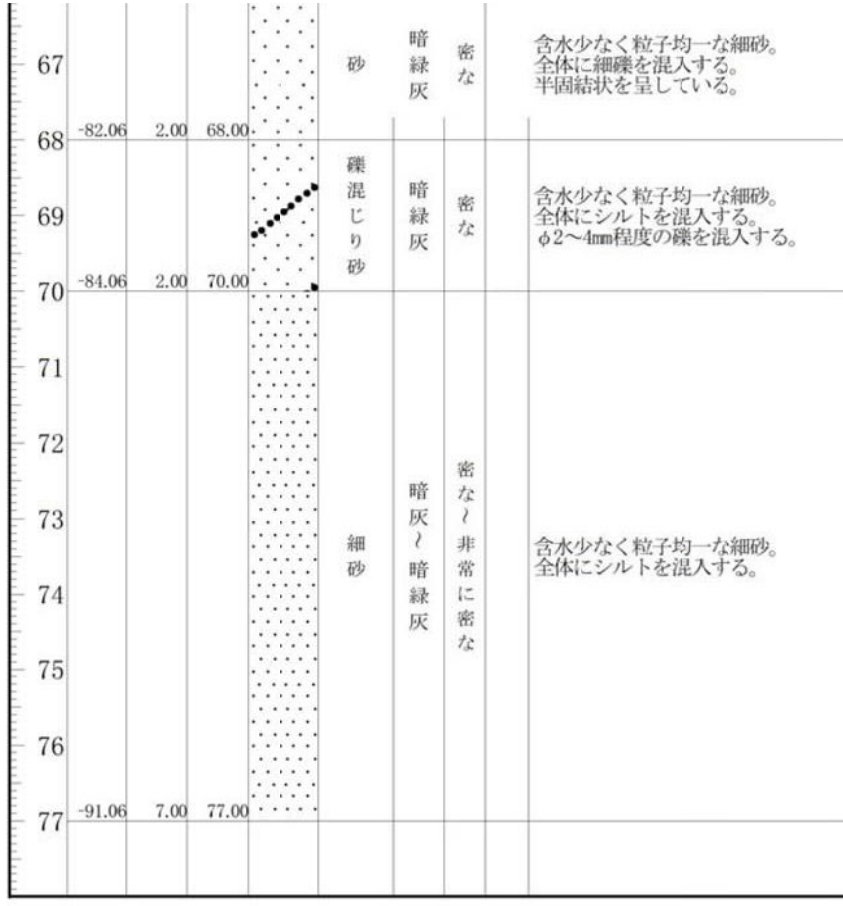 67
砂
暗緑灰
密な
含水少なく粒子均一な細砂。
全体に細礫を混入する。
半固結状を呈している。
-82.06 2.00 68.00
68
礫混じり砂
暗緑灰
密な
含水少なく粒子均一な細砂。
全体にシルトを混入する。
φ2〜4mm程度の礫を混入する。
69
-84.06 2.00 70.00
70
71
72
73
細砂
暗灰〜暗緑灰
密な〜非常に密な
含水少なく粒子均一な細砂。
全体にシルトを混入する。
74
75
76
-91.06 7.00 77.00
77